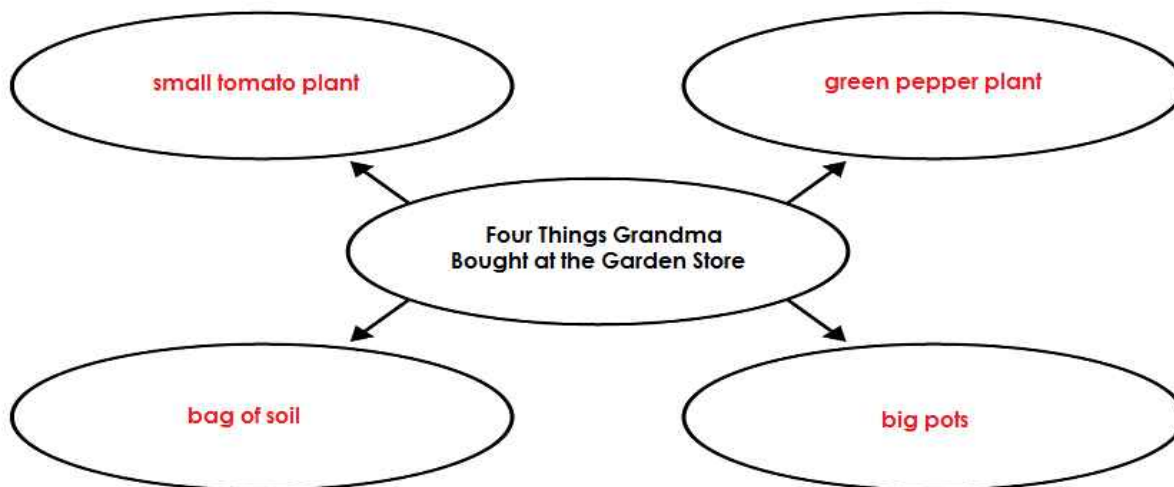 small tomato plant
green pepper plant
Four Things Grandma
Bought at the Garden Store
bag of soil
big pots